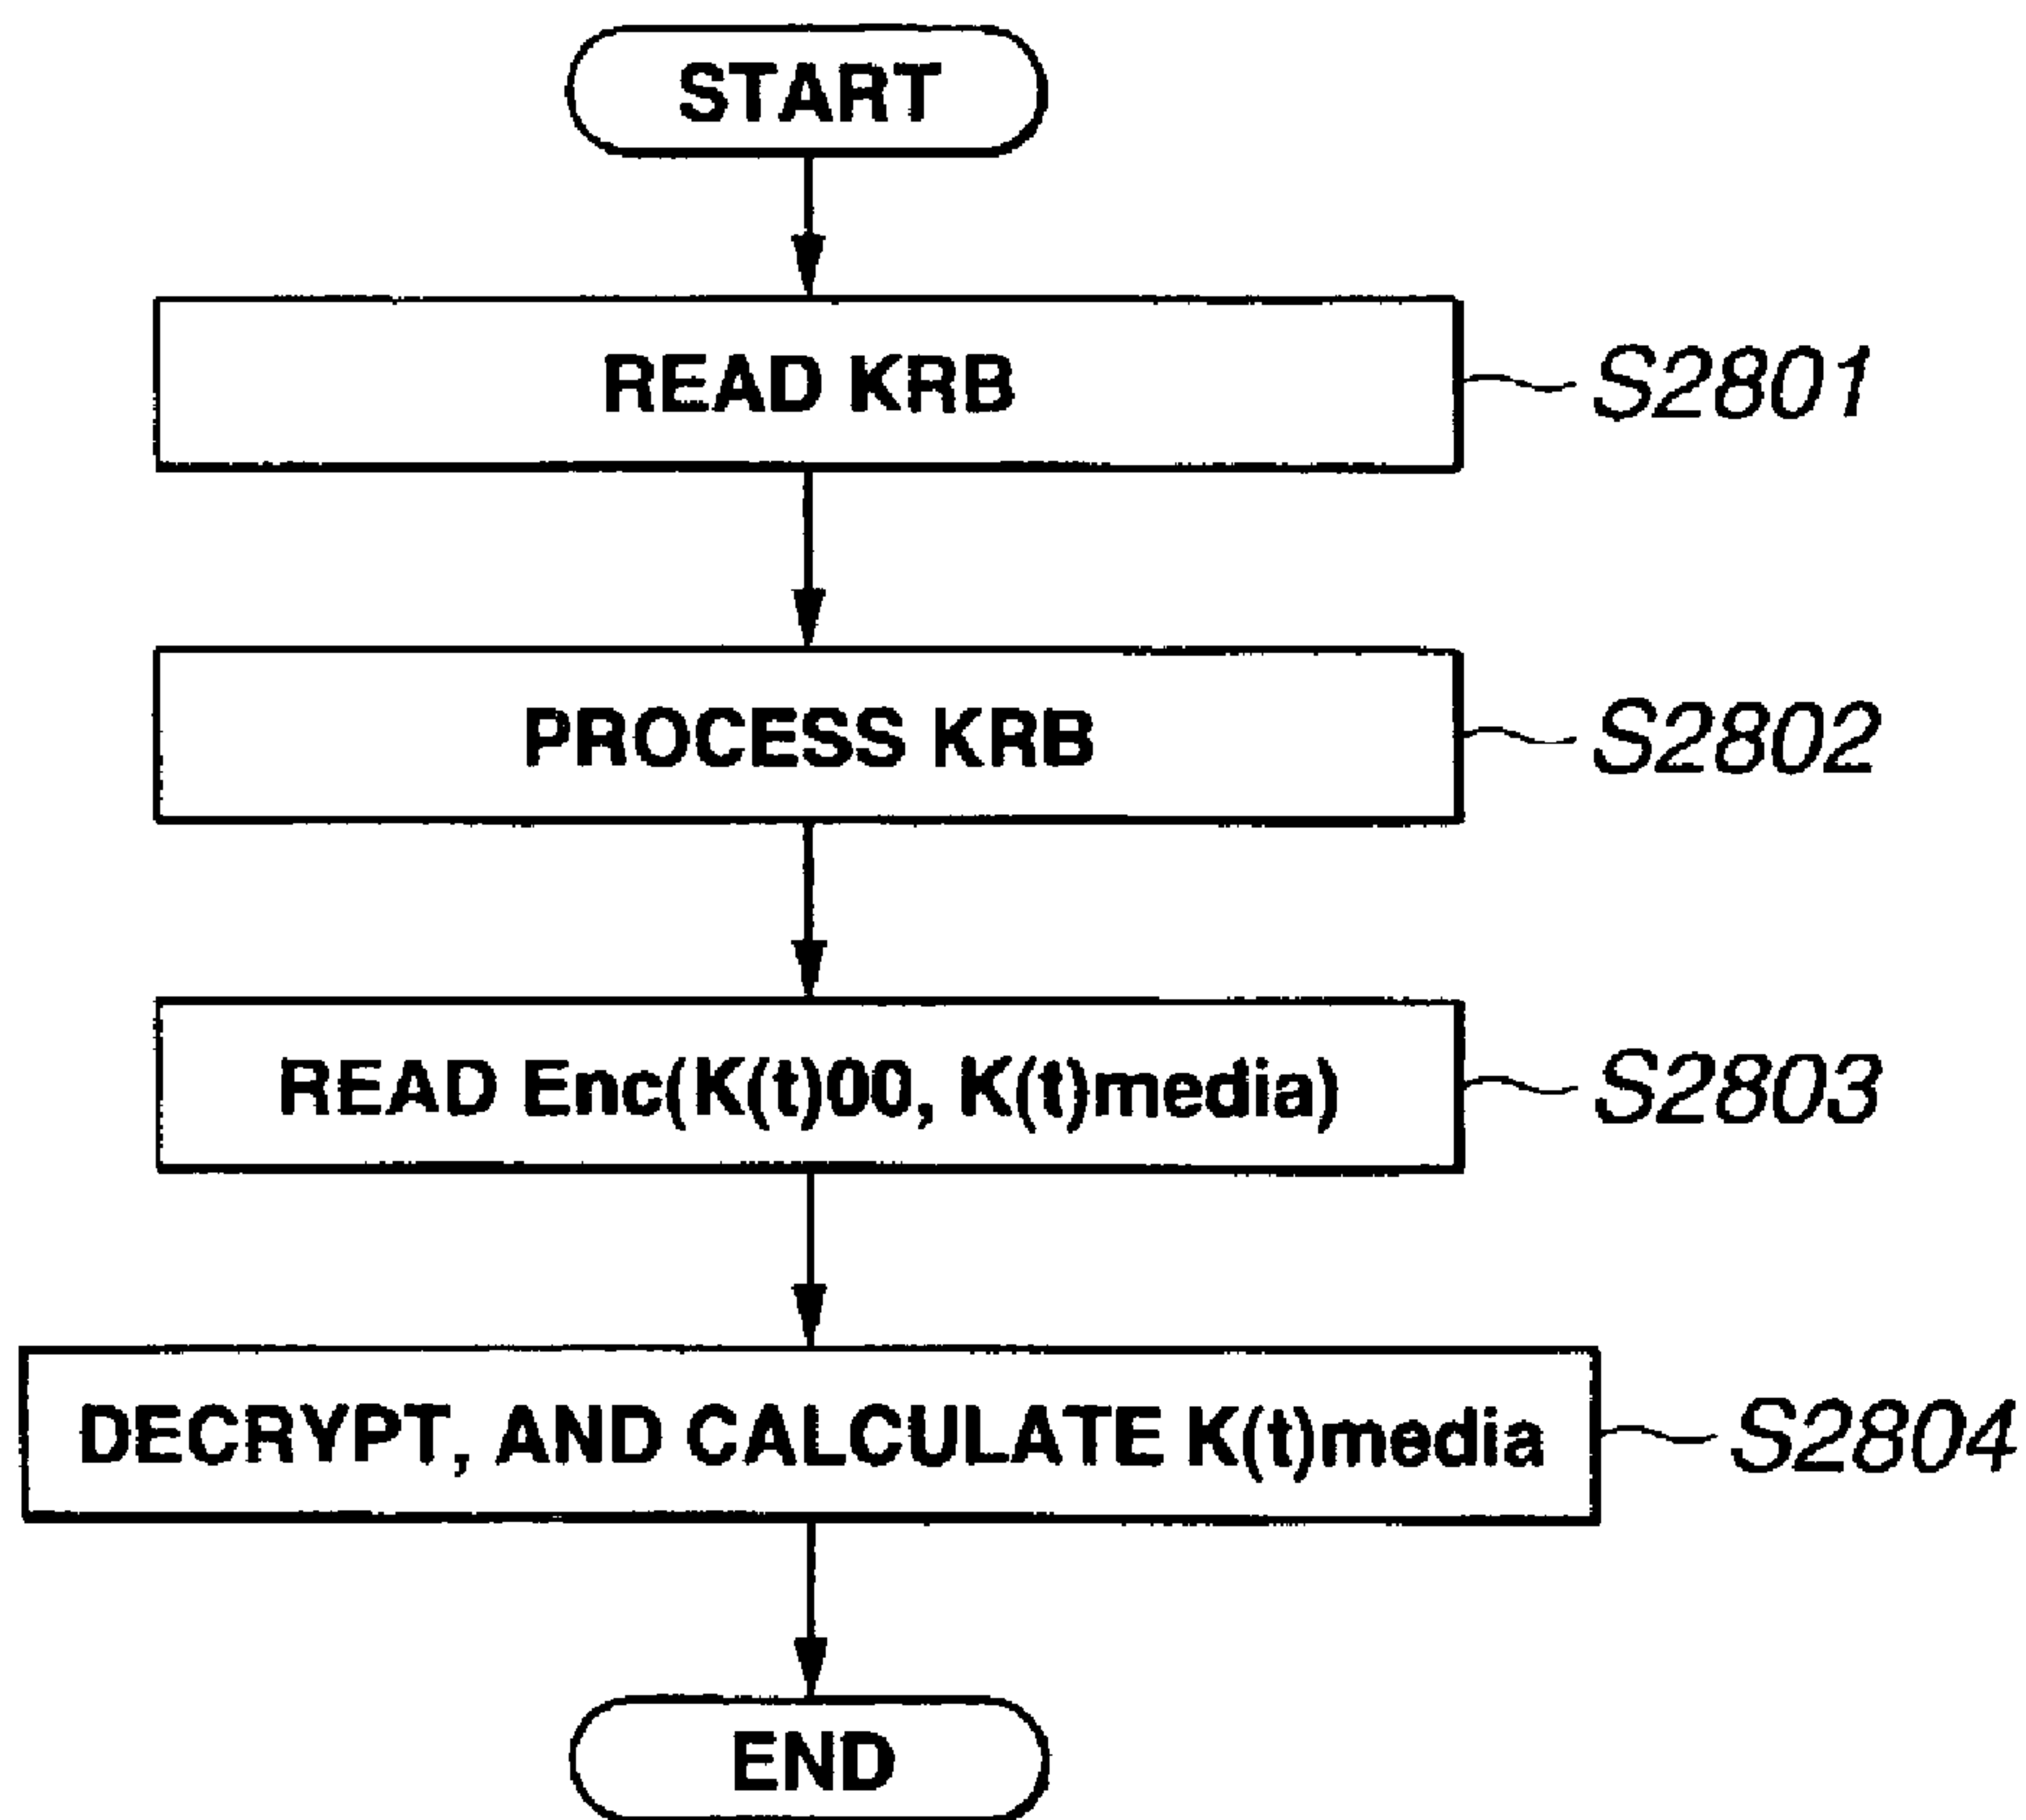 START
READ KRB
S2801
PROCESS KRB
S2802
READ Enc(K(t)00, K(t)media)
S2803
DECRYPT, AND CALCULATE K(t)media
S2804
END